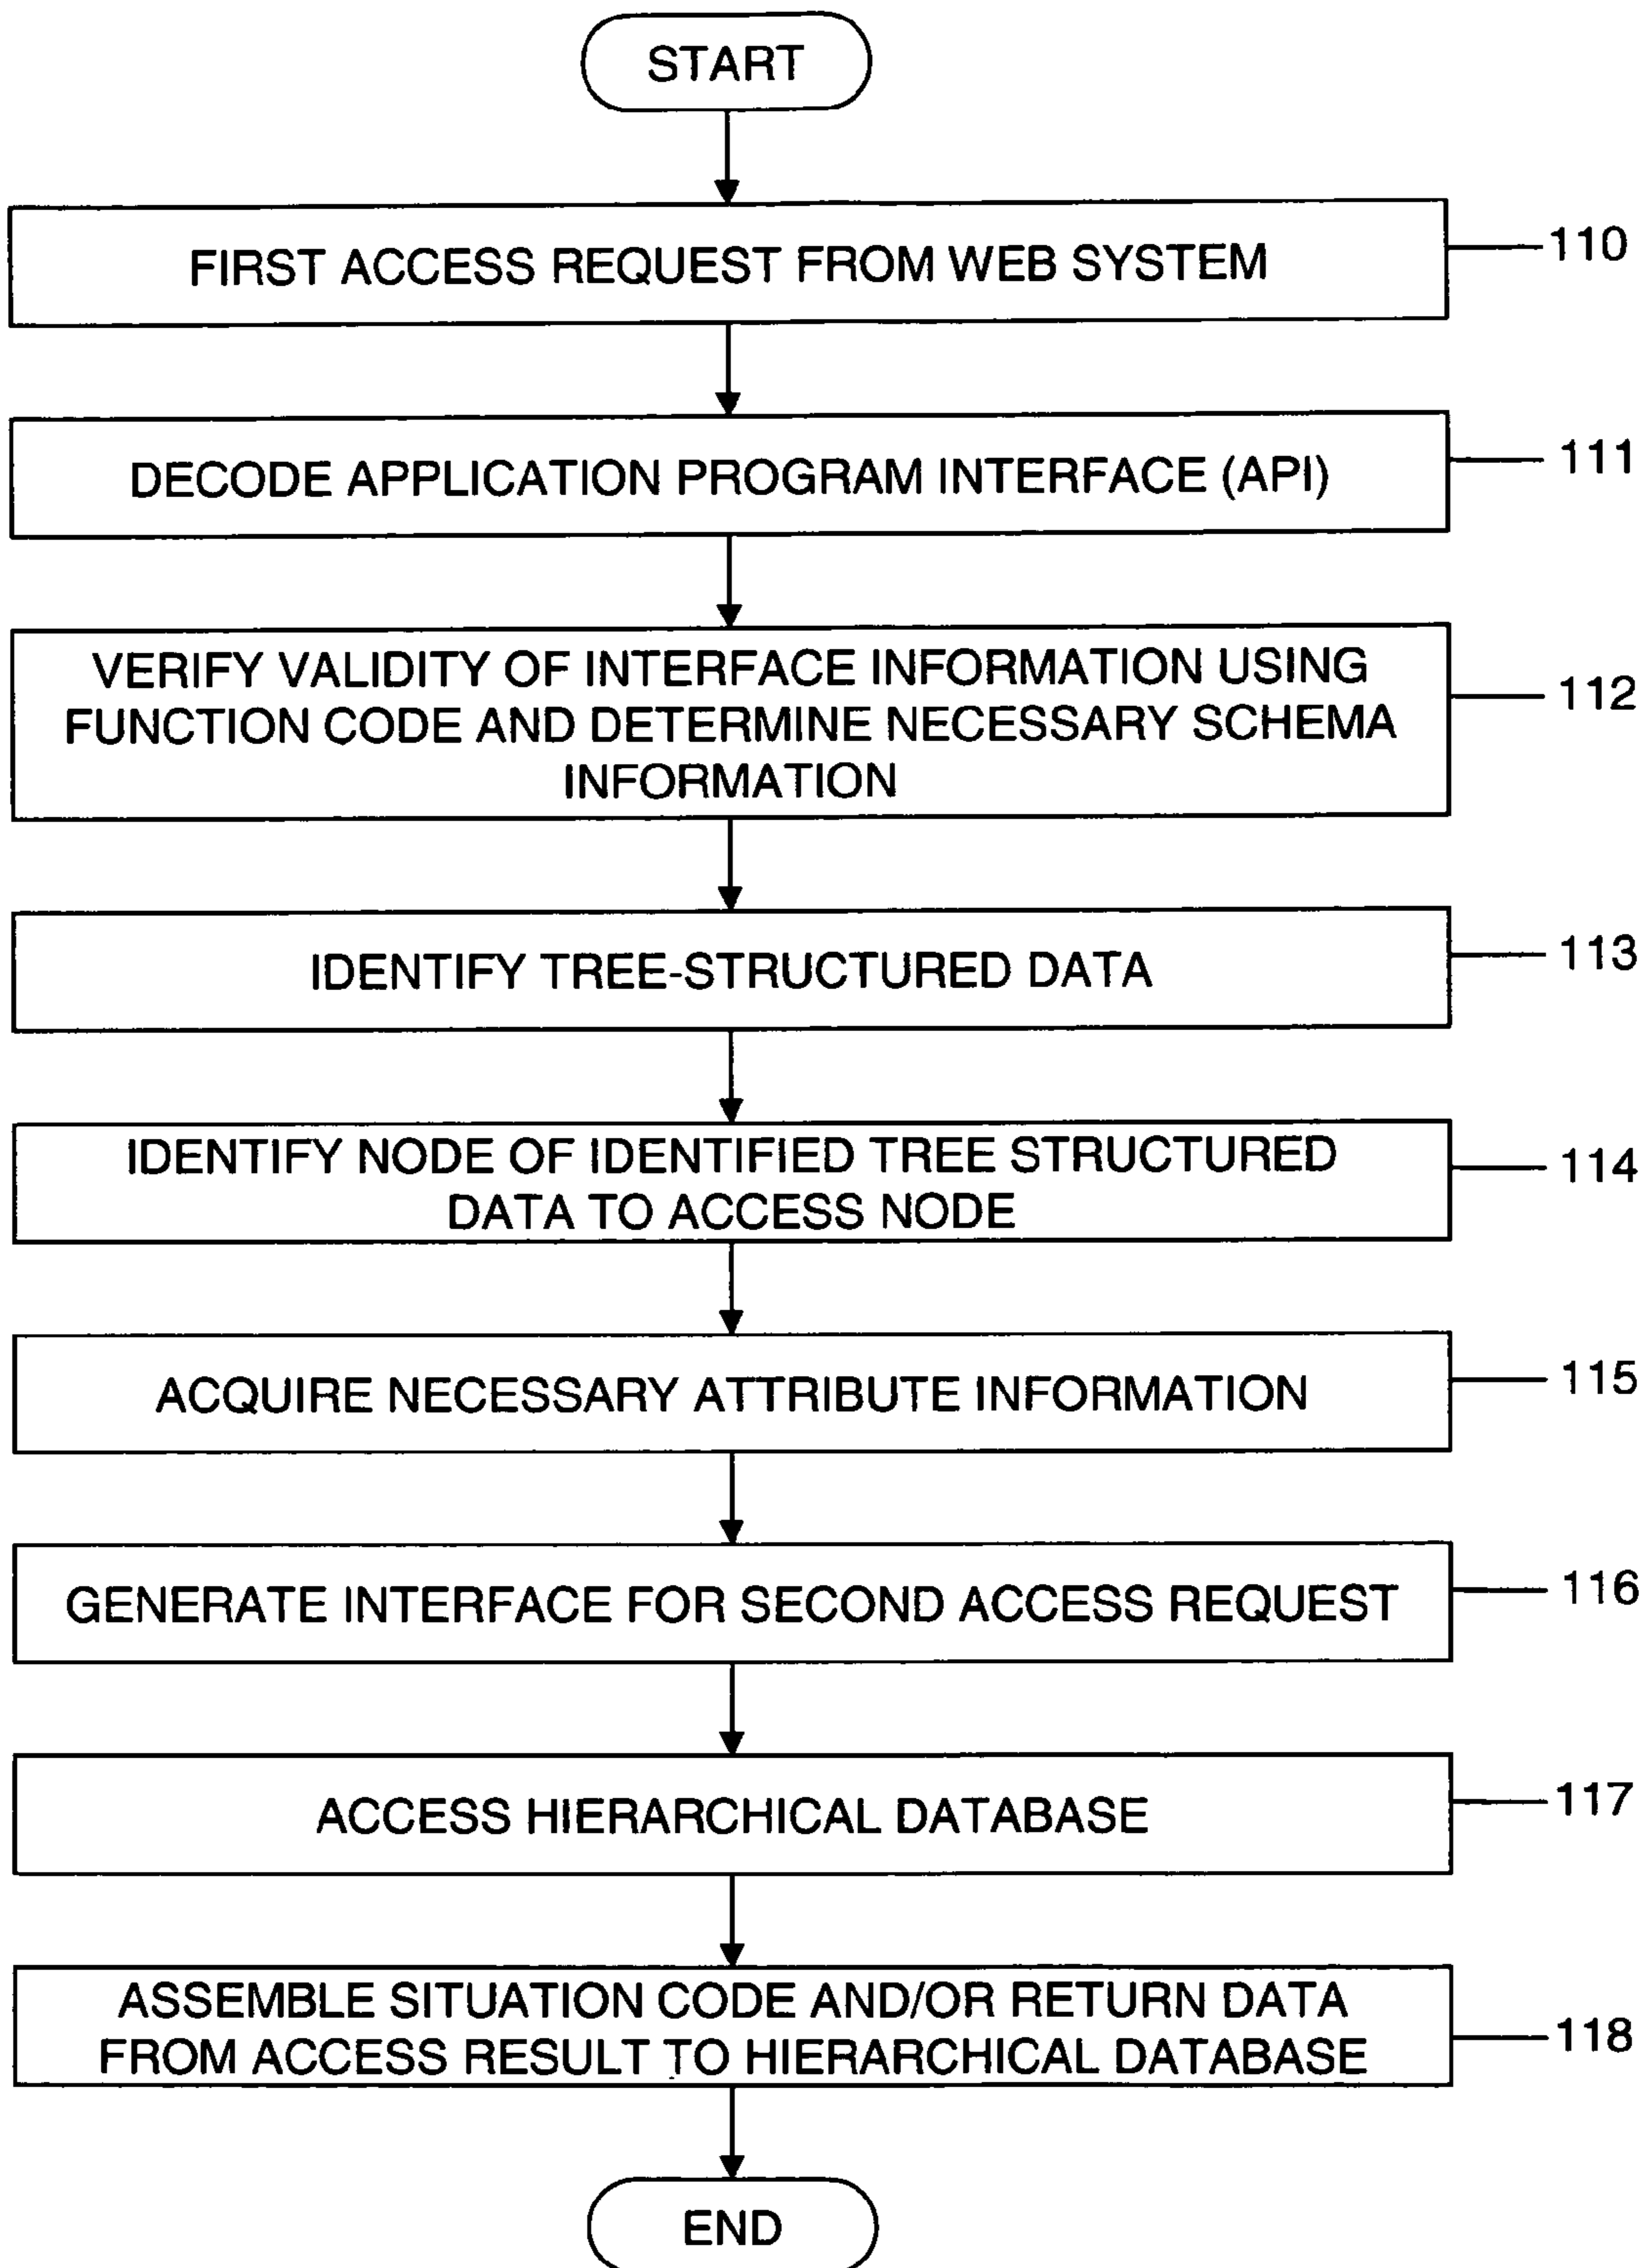 START
FIRST ACCESS REQUEST FROM WEB SYSTEM
110
DECODE APPLICATION PROGRAM INTERFACE (API)
111
VERIFY VALIDITY OF INTERFACE INFORMATION USING
FUNCTION CODE AND DETERMINE NECESSARY SCHEMA
INFORMATION
112
IDENTIFY TREE-STRUCTURED DATA
113
IDENTIFY NODE OF IDENTIFIED TREE STRUCTURED
DATA TO ACCESS NODE
114
ACQUIRE NECESSARY ATTRIBUTE INFORMATION
115
GENERATE INTERFACE FOR SECOND ACCESS REQUEST
116
ACCESS HIERARCHICAL DATABASE
117
ASSEMBLE SITUATION CODE AND/OR RETURN DATA
FROM ACCESS RESULT TO HIERARCHICAL DATABASE
118
END